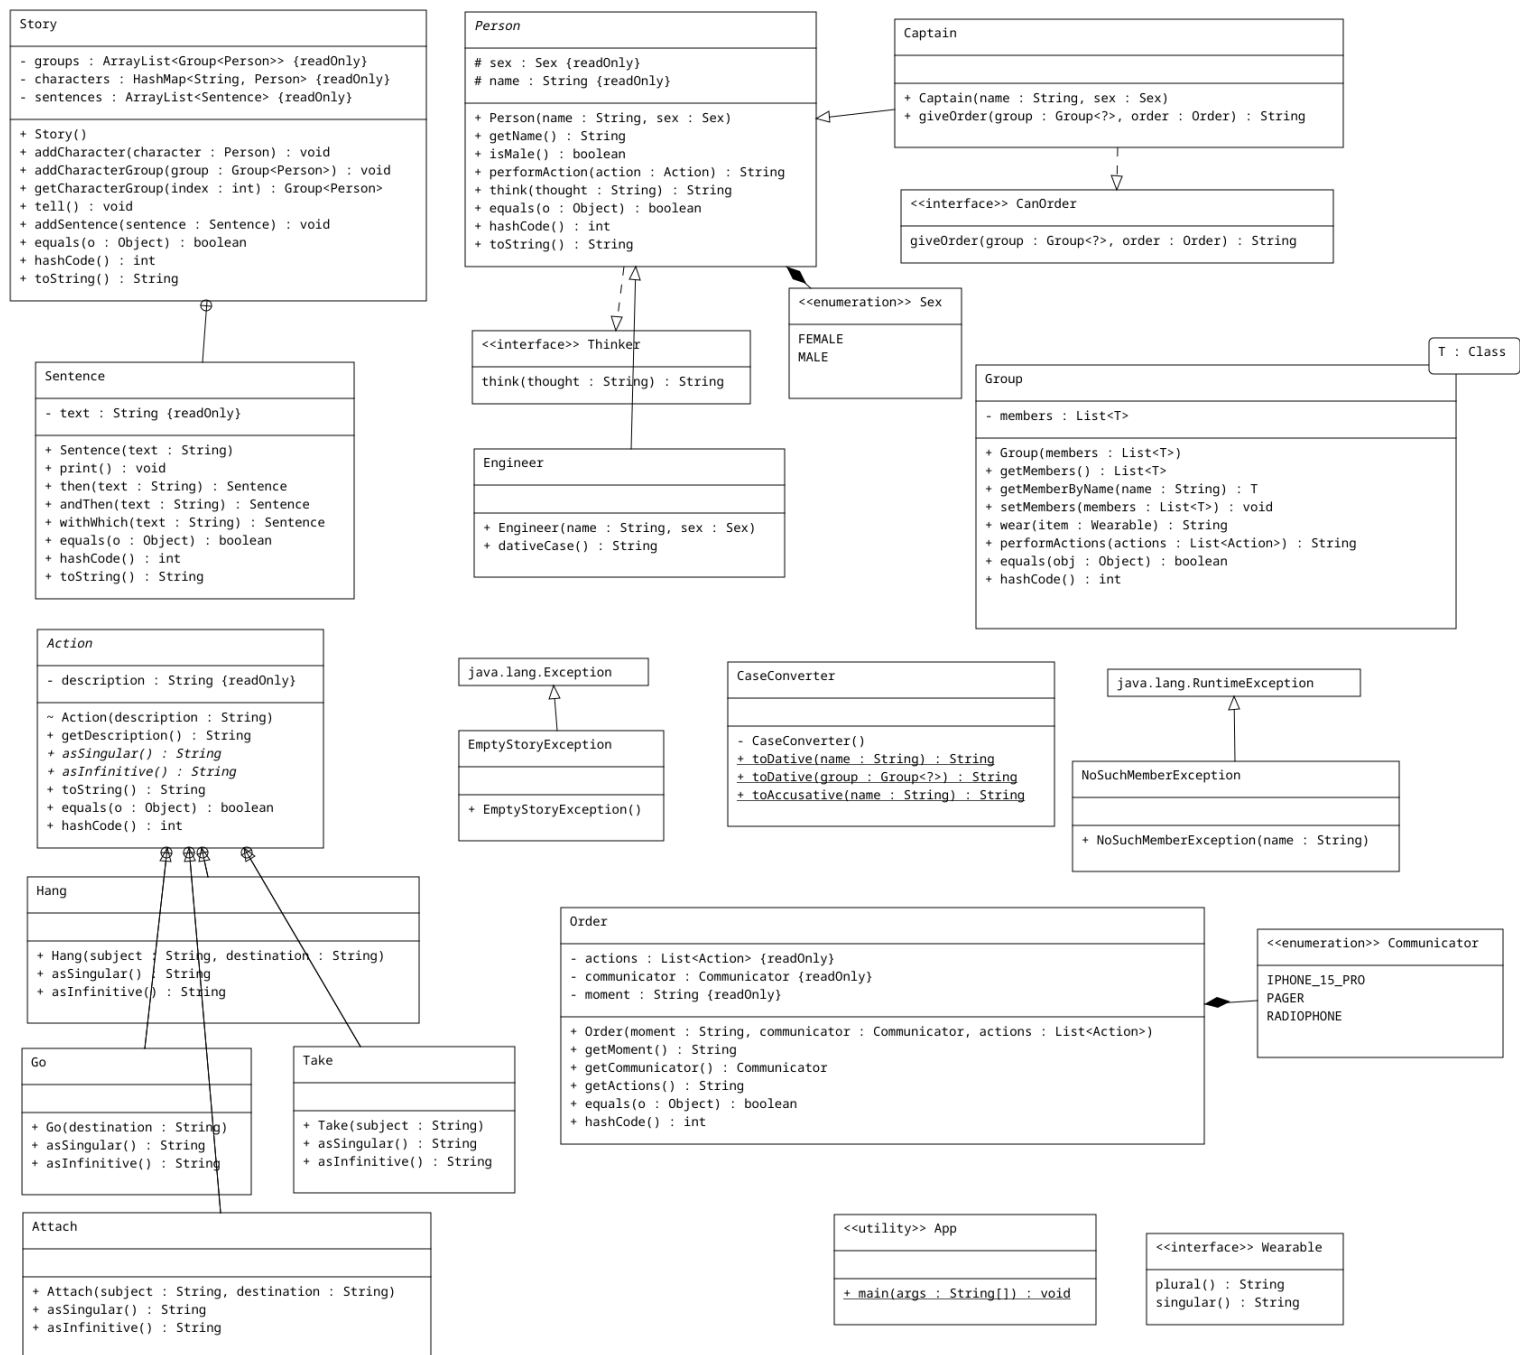 Story
- groups : ArrayList<Group<Person>> {readOnly}
- characters : HashMap<String, Person> {readOnly}
- sentences : ArrayList<Sentence> {readOnly}
+ Story()
+ addCharacter(character : Person) : void
+ addCharacterGroup(group : Group<Person>) : void
+ getCharacterGroup(index : int) : Group<Person>
+ tell() : void
+ addSentence(sentence : Sentence) : void
+ equals(o : Object) : boolean
+ hashCode() : int
+ toString() : String
Person
# sex : Sex {readOnly}
# name : String {readOnly}
+ Person(name : String, sex : Sex)
+ getName() : String
+ isMale() : boolean
+ performAction(action : Action) : String
+ think(thought : String) : String
+ equals(o : Object) : boolean
+ hashCode() : int
+ toString() : String
Captain
+ Captain(name : String, sex : Sex)
+ giveOrder(group : Group<?>, order : Order) : String
<<interface>> CanOrder
giveOrder(group : Group<?>, order : Order) : String
<<enumeration>> Sex
FEMALE
MALE
<<interface>> Thinker
think(thought : String) : String
T : Class
Group
- members : List<T>
+ Group(members : List<T>)
+ getMembers() : List<T>
+ getMemberByName(name : String) : T
+ setMembers(members : List<T>) : void
+ wear(item : Wearable) : String
+ performActions(actions : List<Action>) : String
+ equals(obj : Object) : boolean
+ hashCode() : int
Sentence
- text : String {readOnly}
+ Sentence(text : String)
+ print() : void
+ then(text : String) : Sentence
+ andThen(text : String) : Sentence
+ withWhich(text : String) : Sentence
+ equals(o : Object) : boolean
+ hashCode() : int
+ toString() : String
Engineer
+ Engineer(name : String, sex : Sex)
+ dativeCase() : String
Action
- description : String {readOnly}
~ Action(description : String)
+ getDescription() : String
+ asSingular() : String
+ asInfinitive() : String
+ toString() : String
+ equals(o : Object) : boolean
+ hashCode() : int
java.lang.Exception
EmptyStoryException
+ EmptyStoryException()
CaseConverter
- CaseConverter()
+ toDative(name : String) : String
+ toDative(group : Group<?>) : String
+ toAccusative(name : String) : String
java.lang.RuntimeException
NoSuchMemberException
+ NoSuchMemberException(name : String)
Hang
+ Hang(subject : String, destination : String)
+ asSingular() : String
+ asInfinitive() : String
Order
- actions : List<Action> {readOnly}
- communicator : Communicator {readOnly}
- moment : String {readOnly}
+ Order(moment : String, communicator : Communicator, actions : List<Action>)
+ getMoment() : String
+ getCommunicator() : Communicator
+ getActions() : String
+ equals(o : Object) : boolean
+ hashCode() : int
<<enumeration>> Communicator
IPHONE_15_PRO
PAGER
RADIOPHONE
Go
+ Go(destination : String)
+ asSingular() : String
+ asInfinitive() : String
Take
+ Take(subject : String)
+ asSingular() : String
+ asInfinitive() : String
Attach
+ Attach(subject : String, destination : String)
+ asSingular() : String
+ asInfinitive() : String
<<utility>> App
+ main(args : String[]) : void
<<interface>> Wearable
plural() : String
singular() : String